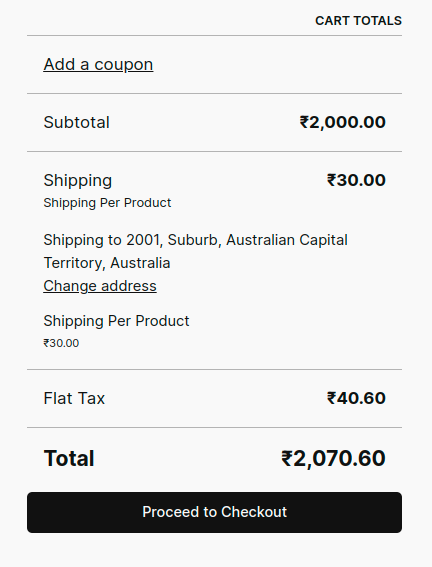 CART TOTALS
Add a coupon
Subtotal ₹2,000.00
Shipping ₹30.00
Shipping Per Product
Shipping to 2001, Suburb, Australian Capital
Territory, Australia
Change address
Shipping Per Product
₹30.00
Flat Tax ₹40.60
Total ₹2,070.60
Proceed to Checkout